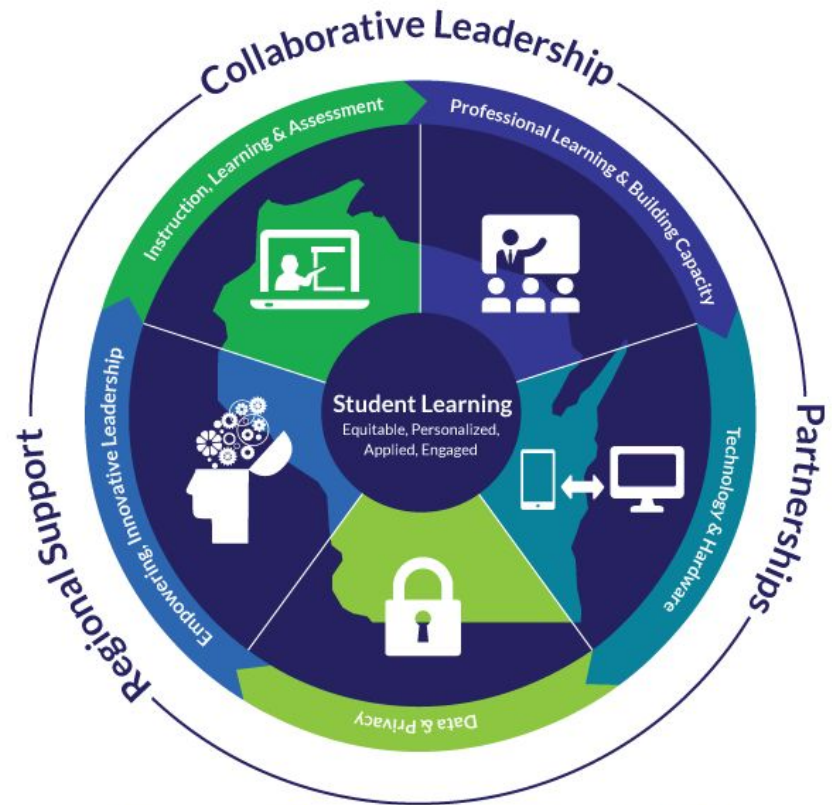 Collaborative Leadership
Instruction, Learning & Assessment
Professional Learning & Building Capacity
Student Learning
Equitable, Personalized,
Applied, Engaged
Empowering, Innovative Leadership
Technology & Hardware
Data & Privacy
Regional Support
Partnerships